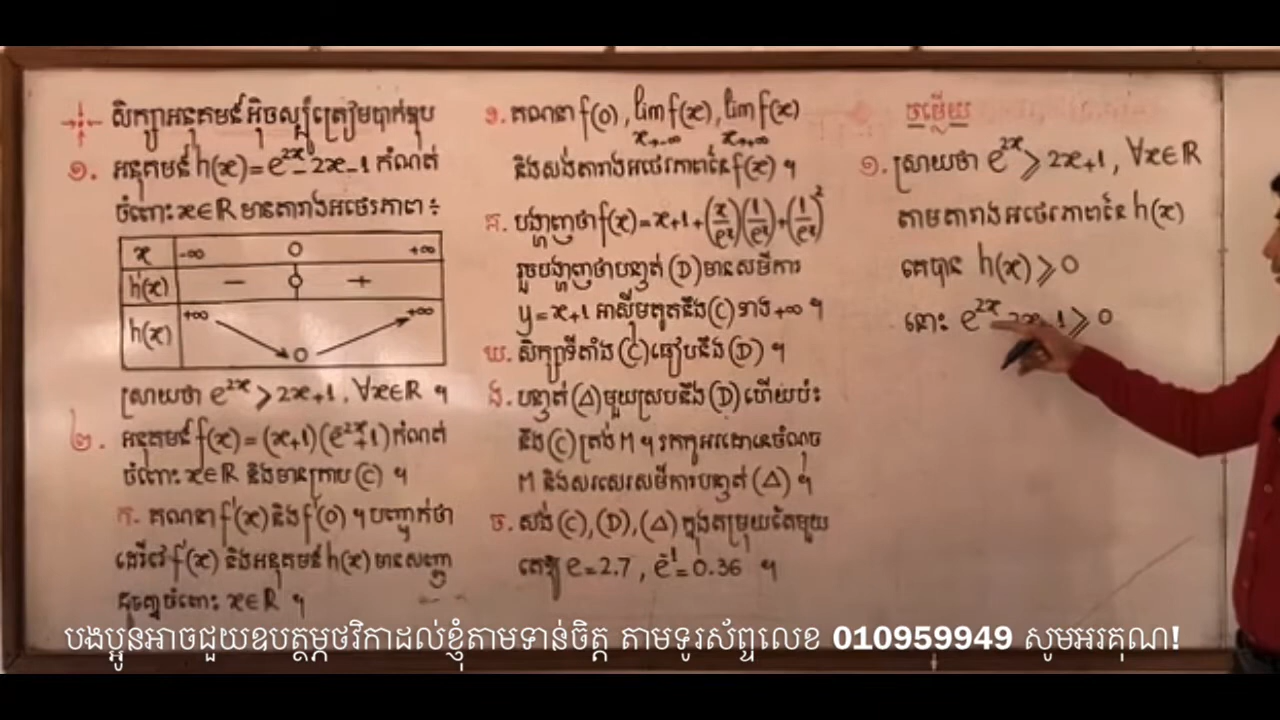 សិក្សាអនុគមន៍អ៊ិចស្ប៉ូត្រៀមបាក់ឌុប
១. អនុគមន៍ h(x) = e^{2x} - 2x - 1 កំណត់
ចំពោះ x∈R មានតារាងអថេរភាព ÷
x -∞ 0 +∞
h'(x) - 0 +
h(x) +∞ 0 +∞
ស្រាយថា e^{2x} ⩾ 2x+1, ∀x∈R ។
២. អនុគមន៍ f(x) = (x+1)(e^{-2x}+1) កំណត់
ចំពោះ x∈R និងមានក្រាប (C) ។
ក. គណនា f'(x) និង f'(0) ។ បញ្ជាក់ថា
ដេរីវេ f'(x) និងអនុគមន៍ h(x) មានសញ្ញា
ដូចគ្នាចំពោះ x∈R ។
ខ. គណនា f(0), lim f(x), lim f(x)
x→-∞ x→+∞
និងសង់តារាងអថេរភាពនៃ f(x) ។
គ. បង្ហាញថា f(x) = x+1+(x/e^x)(1/e^x)+(1/e^x)^2
រួចបង្ហាញថាបន្ទាត់ (D) មានសមីការ
y = x+1 អាស៊ីមតូតនឹង (C) ខាង +∞ ។
ឃ. សិក្សាទីតាំង (C) ធៀបនឹង (D) ។
ង. បន្ទាត់ (Δ) មួយស្របនឹង (D) ហើយប៉ះ
នឹង (C) ត្រង់ M ។ រកកូអរដោនេចំណុច
M និងសរសេរសមីការបន្ទាត់ (Δ) ។
ច. សង់ (C), (D), (Δ) ក្នុងតម្រុយតែមួយ
គេឲ្យ e = 2.7, e^{-1} = 0.36 ។
ចម្លើយ
១. ស្រាយថា e^{2x} ⩾ 2x+1, ∀x∈R
តាមតារាងអថេរភាពនៃ h(x)
គេបាន h(x) ⩾ 0
នោះ e^{2x} - 2x - 1 ⩾ 0
បងប្អូនអាចជួយឧបត្ថម្ភថវិកាដល់ខ្ញុំតាមទាន់ចិត្ត តាមទូរស័ព្ទលេខ 010959949 សូមអរគុណ!